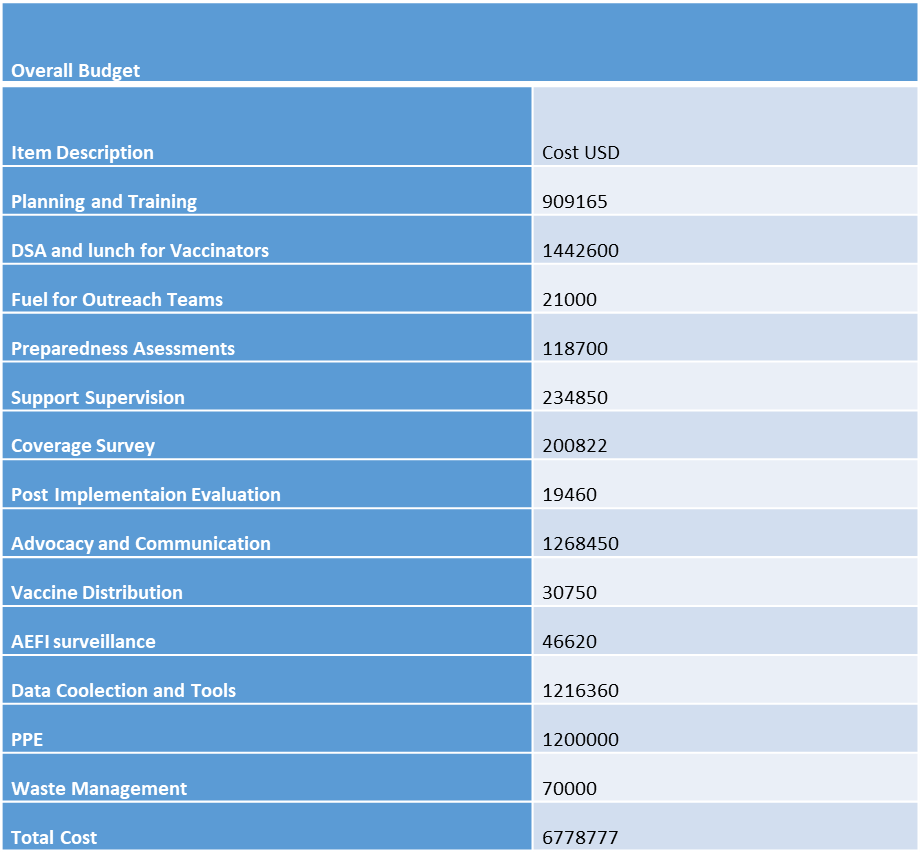 Overall Budget
Item Description Cost USD
Planning and Training 909165
DSA and lunch for Vaccinators 1442600
Fuel for Outreach Teams 21000
Preparedness Asessments 118700
Support Supervision 234850
Coverage Survey 200822
Post Implementaion Evaluation 19460
Advocacy and Communication 1268450
Vaccine Distribution 30750
AEFI surveillance 46620
Data Coolection and Tools 1216360
PPE 1200000
Waste Management 70000
Total Cost 6778777